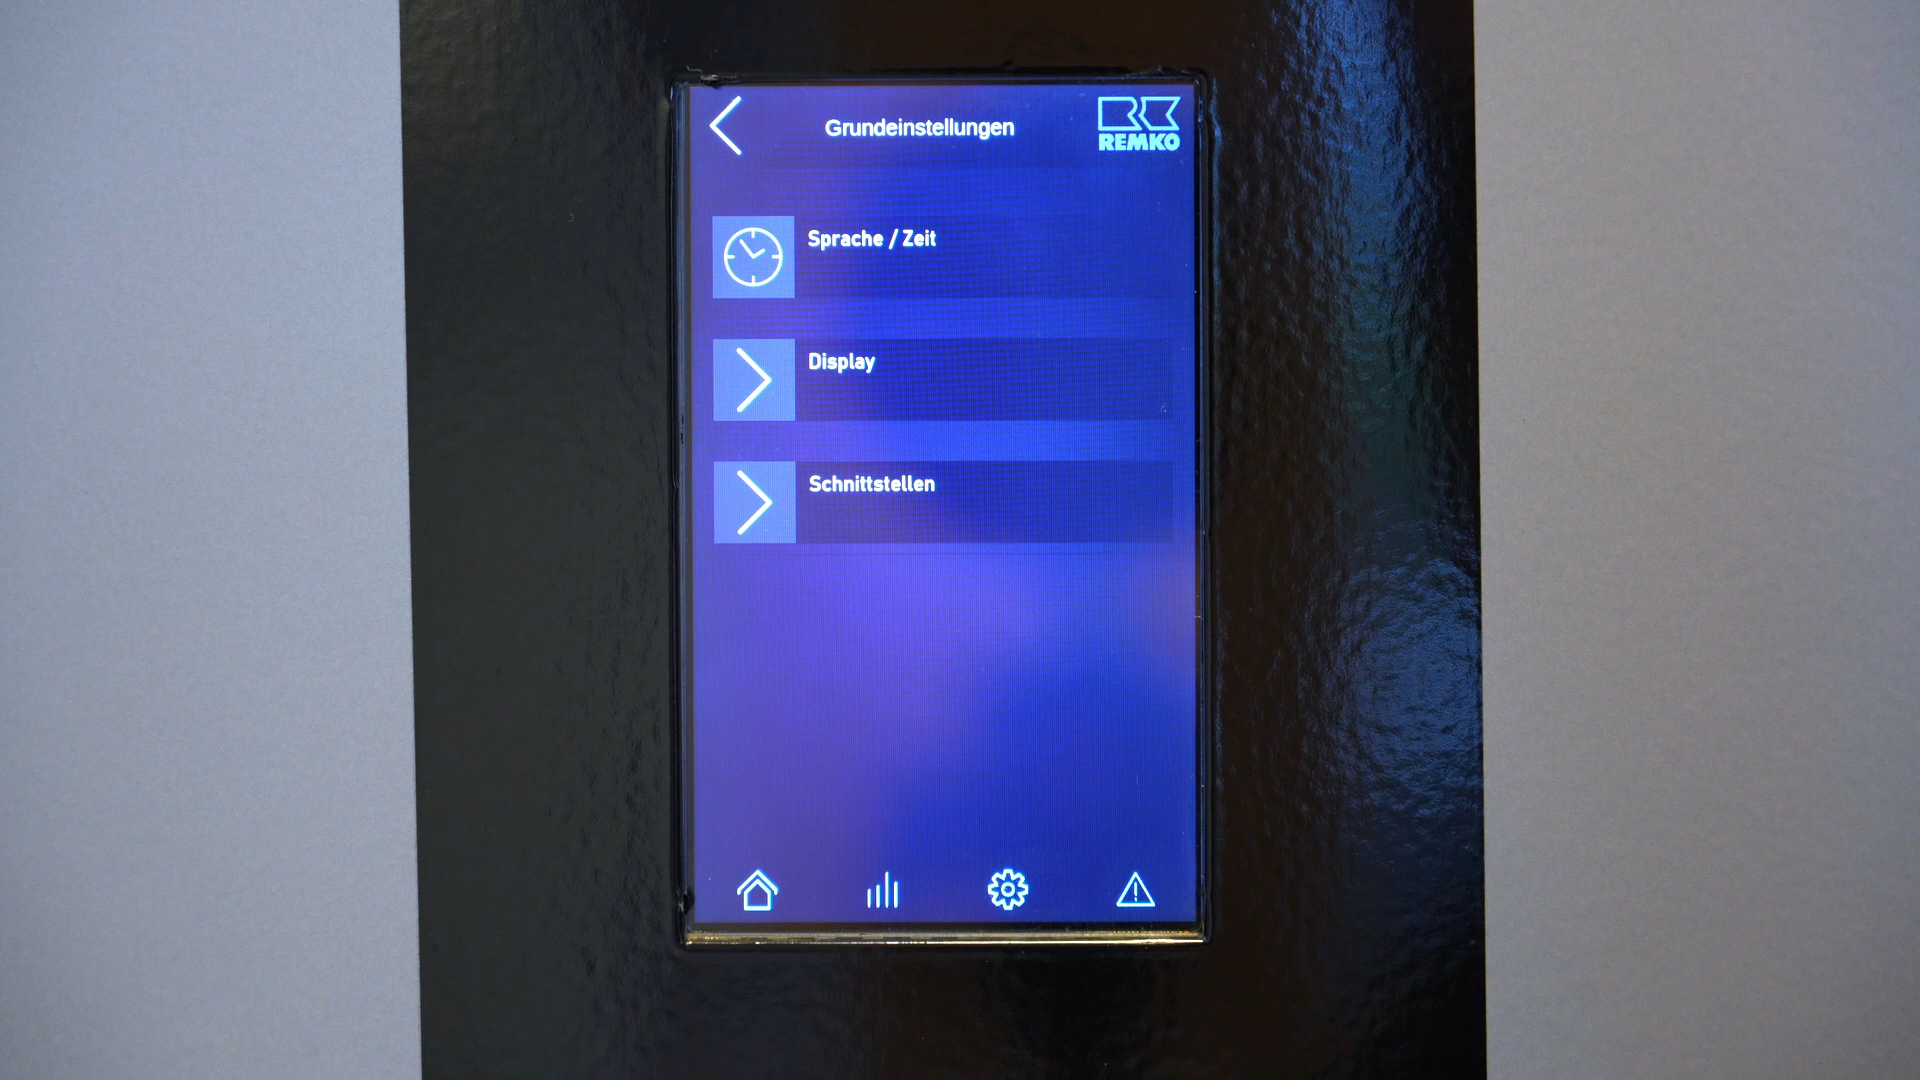 Grundeinstellungen
REMKO
Sprache / Zeit
Display
Schnittstellen